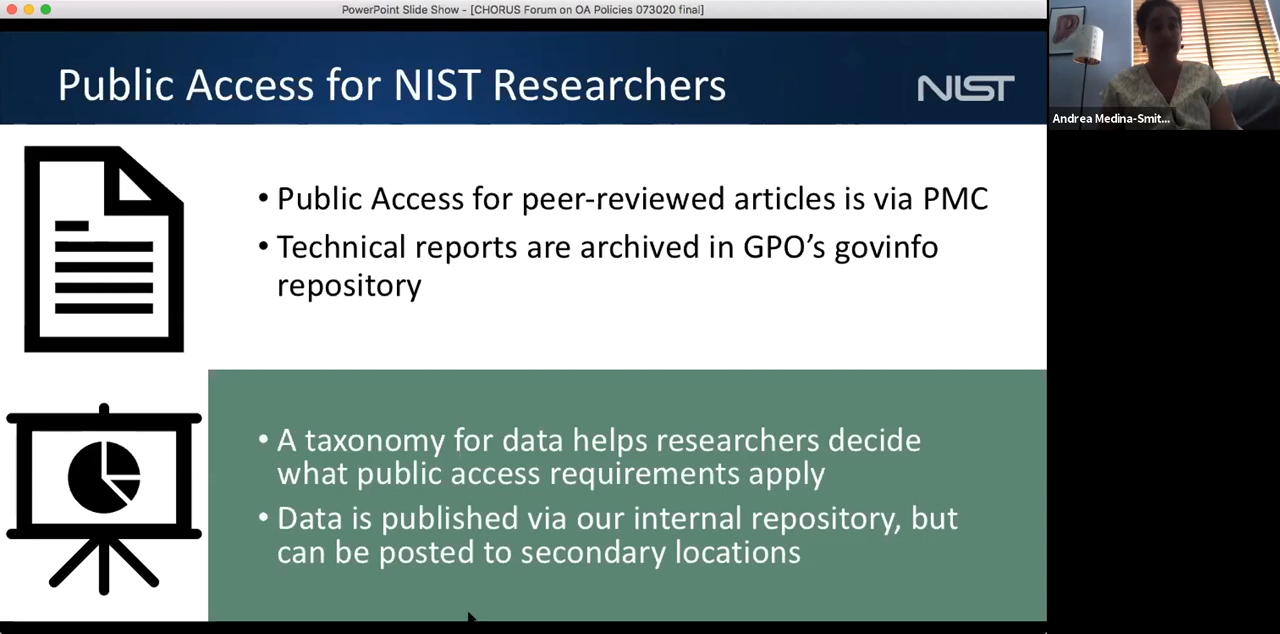 PowerPoint Slide Show - [CHORUS Forum on OA Policies 073020 final]
Public Access for NIST Researchers
NIST
Andrea Medina-Smit...
• Public Access for peer-reviewed articles is via PMC
• Technical reports are archived in GPO’s govinfo
repository
• A taxonomy for data helps researchers decide
what public access requirements apply
• Data is published via our internal repository, but
can be posted to secondary locations